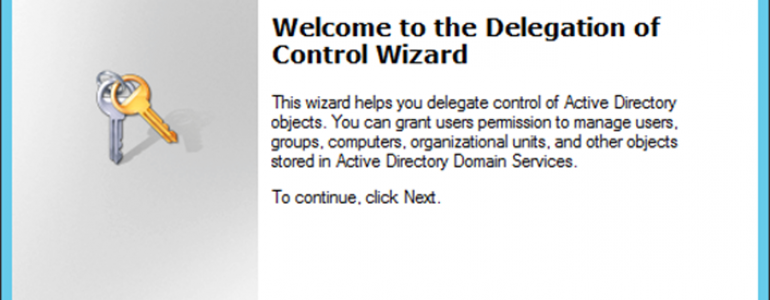 Welcome to the Delegation of
Control Wizard
This wizard helps you delegate control of Active Directory
objects. You can grant users permission to manage users,
groups, computers, organizational units, and other objects
stored in Active Directory Domain Services.
To continue, click Next.